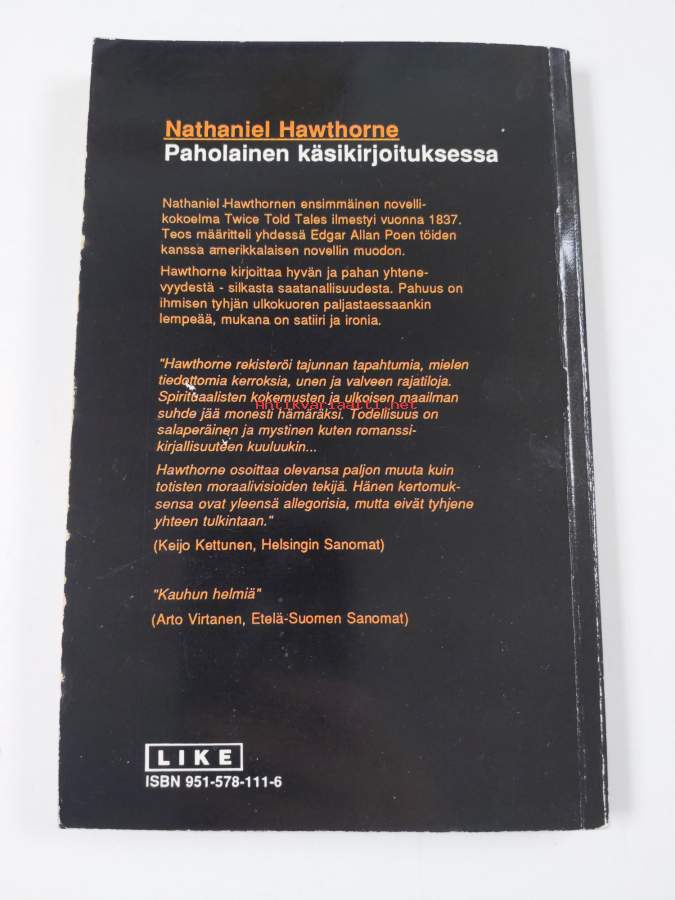 Nathaniel Hawthorne
Paholainen käsikirjoituksessa
Nathaniel Hawthornen ensimmäinen novelli-
kokoelma Twice Told Tales ilmestyi vuonna 1837.
Teos määritteli yhdessä Edgar Allan Poen töiden
kanssa amerikkalaisen novellin muodon.
Hawthorne kirjoittaa hyvän ja pahan yhtene-
vyydestä - silkasta saatanallisuudesta. Pahuus on
ihmisen tyhjän ulkokuoren paljastaessaankin
lempeää, mukana on satiiri ja ironia.
"Hawthorne rekisteröi tajunnan tapahtumia, mielen
tiedottomia kerroksia, unen ja valveen rajatiloja.
Spirituaalisten kokemusten ja ulkoisen maailman
Antikvariaatti.net
suhde jää monesti hämäräksi. Todellisuus on
salaperäinen ja mystinen kuten romanssi-
kirjallisuuteen kuuluukin...
Hawthorne osoittaa olevansa paljon muuta kuin
totisten moraalivisioiden tekijä. Hänen kertomuk-
sensa ovat yleensä allegorisia, mutta eivät tyhjene
yhteen tulkintaan."
(Keijo Kettunen, Helsingin Sanomat)
"Kauhun helmiä"
(Arto Virtanen, Etelä-Suomen Sanomat)
LIKE
ISBN 951-578-111-6